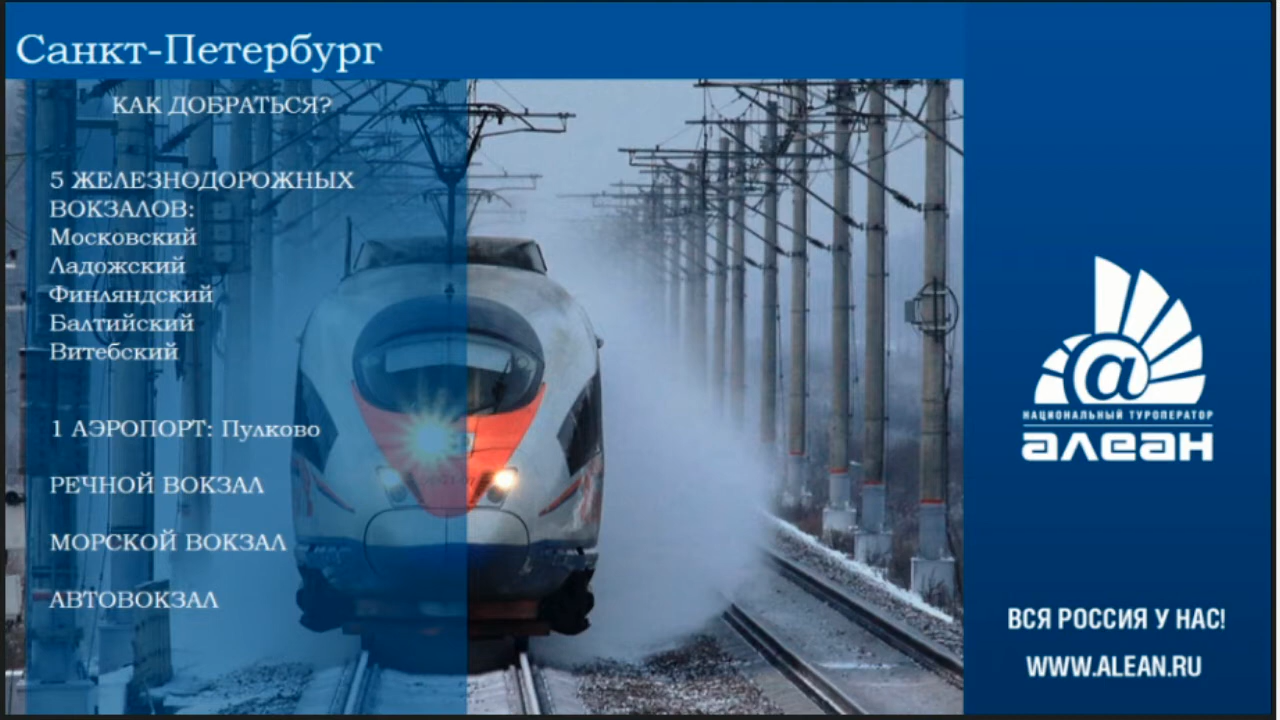 Санкт-Петербург
КАК ДОБРАТЬСЯ?
5 ЖЕЛЕЗНОДОРОЖНЫХ
ВОКЗАЛОВ:
Московский
Ладожский
Финляндский
Балтийский
Витебский
1 АЭРОПОРТ: Пулково
РЕЧНОЙ ВОКЗАЛ
МОРСКОЙ ВОКЗАЛ
АВТОВОКЗАЛ
@
НАЦИОНАЛЬНЫЙ ТУРОПЕРАТОР
алеан
ВСЯ РОССИЯ У НАС!
WWW.ALEAN.RU